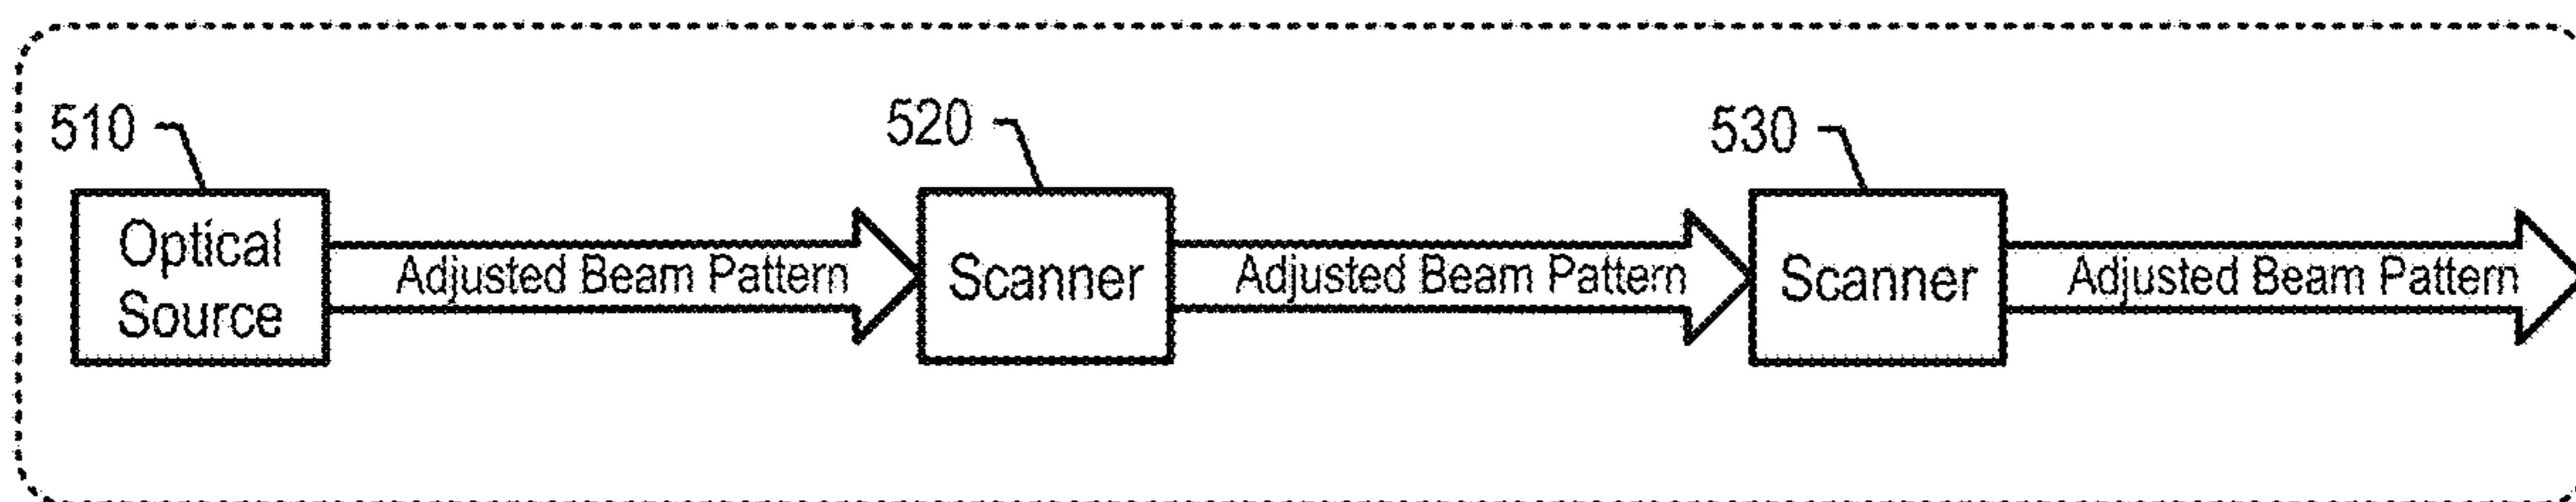 510
520
530
Optical
Source
Adjusted Beam Pattern
Scanner
Adjusted Beam Pattern
Scanner
Adjusted Beam Pattern